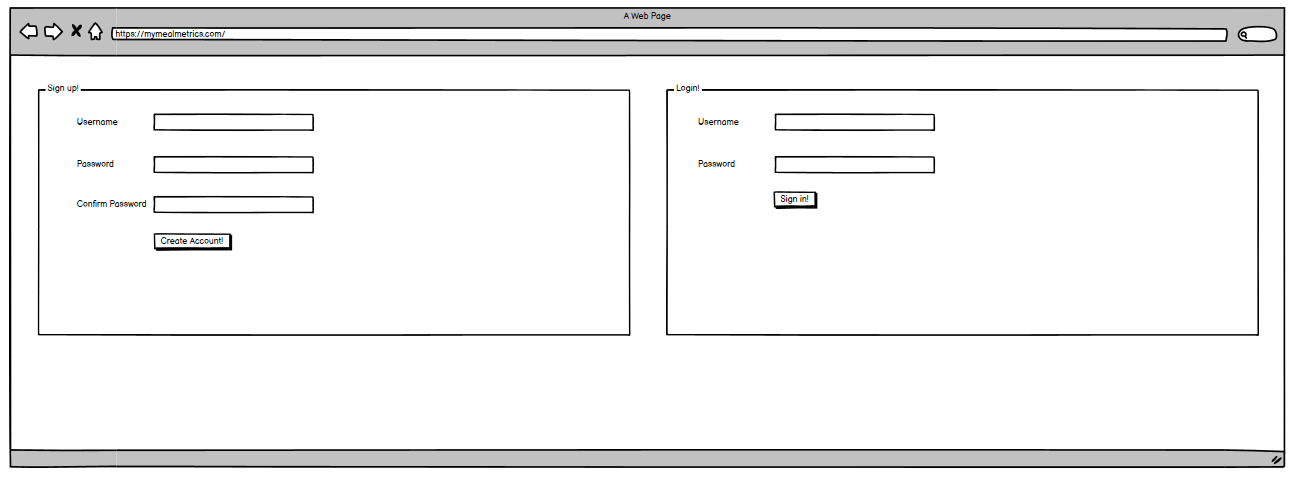 A Web Page
https://mymealmetrics.com/
Sign up!
Username
Password
Confirm Password
Create Account!
Login!
Username
Password
Sign in!